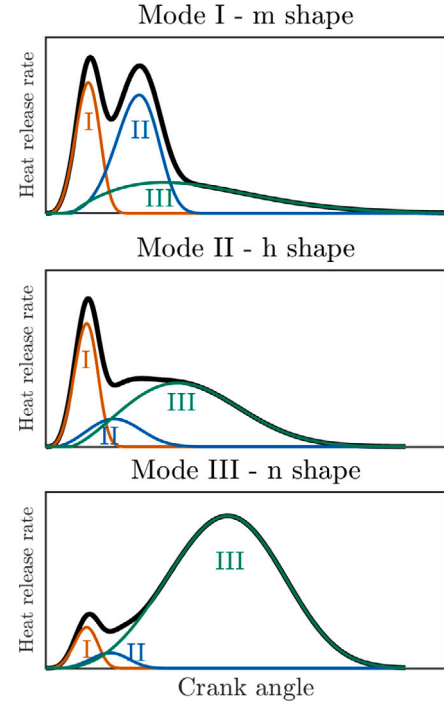 Mode I - m shape
Heat release rate
I
II
III
Mode II - h shape
Heat release rate
I
II
III
Mode III - n shape
Heat release rate
I
II
III
Crank angle